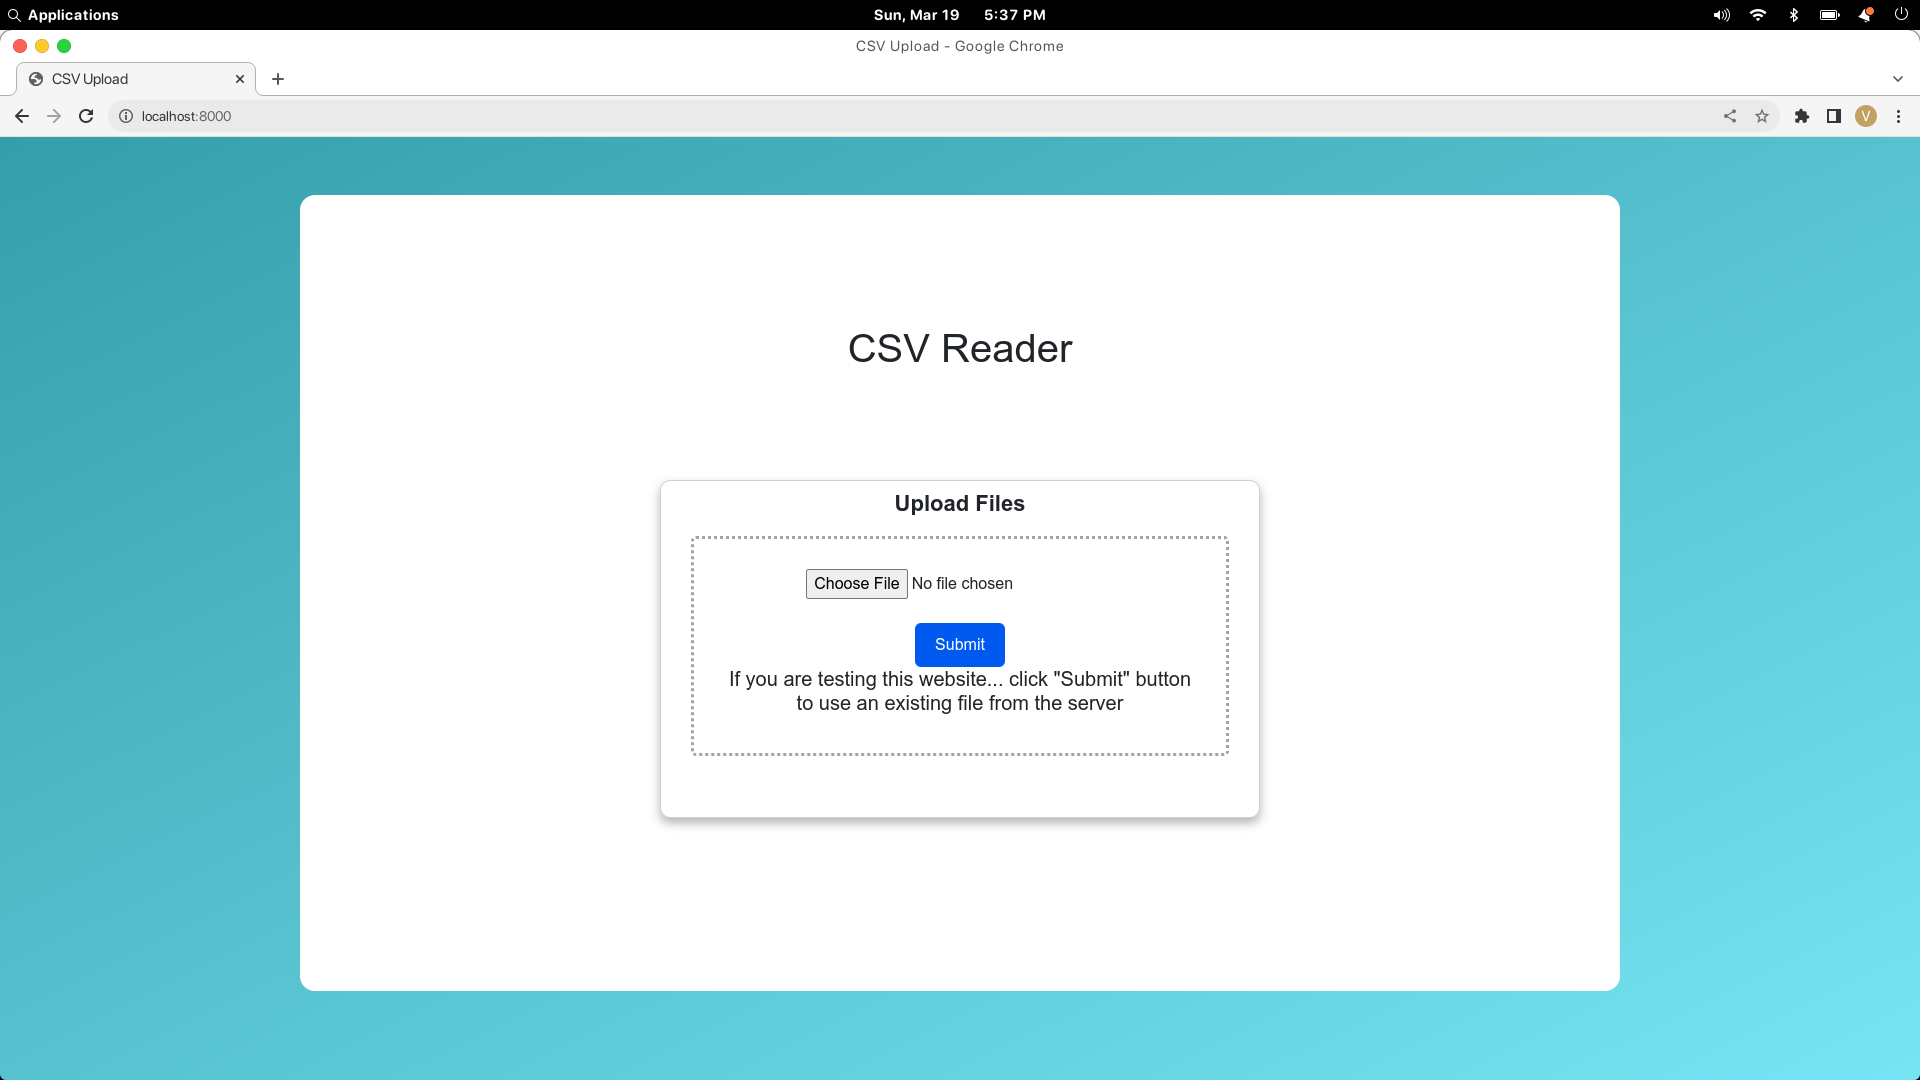 Applications
Sun, Mar 19 5:37 PM
CSV Upload - Google Chrome
CSV Upload
localhost:8000
V
CSV Reader
Upload Files
Choose File No file chosen
Submit
If you are testing this website... click "Submit" button
to use an existing file from the server